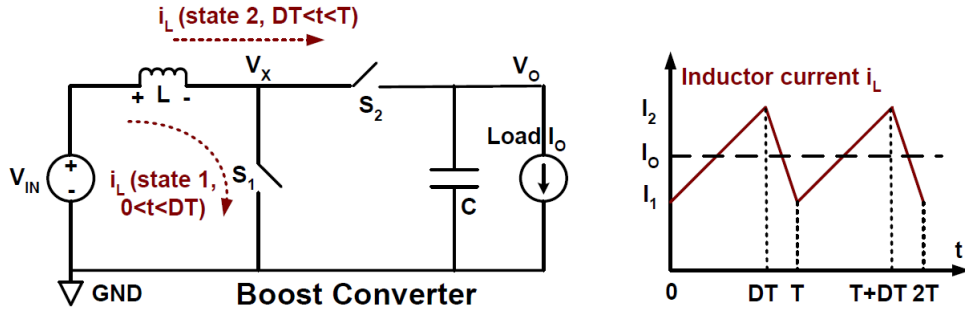 i_L (state 2, DT<t<T)
V_X
V_O
+ L -
S_2
Load I_O
+
V_IN
-
i_L (state 1,
0<t<DT)
S_1
C
GND
Boost Converter
Inductor current i_L
I_2
I_O
I_1
t
0 DT T T+DT 2T